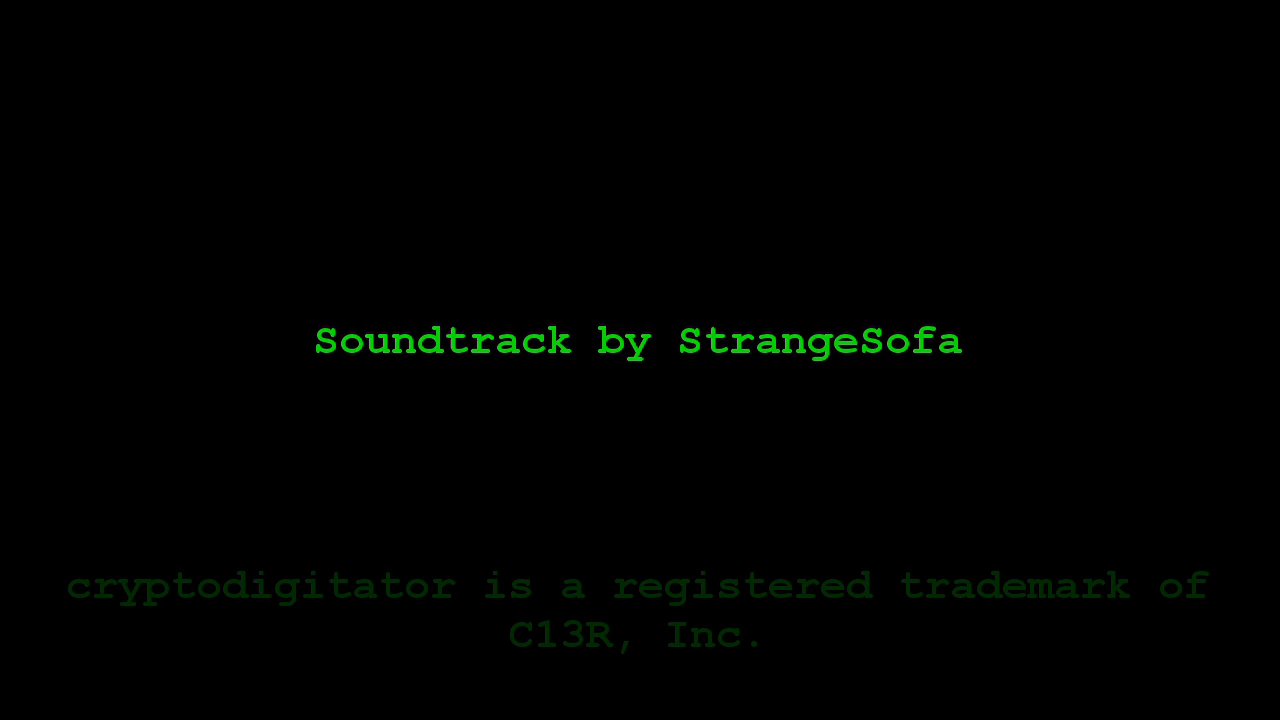 Soundtrack by StrangeSofa
cryptodigitator is a registered trademark of
C13R, Inc.